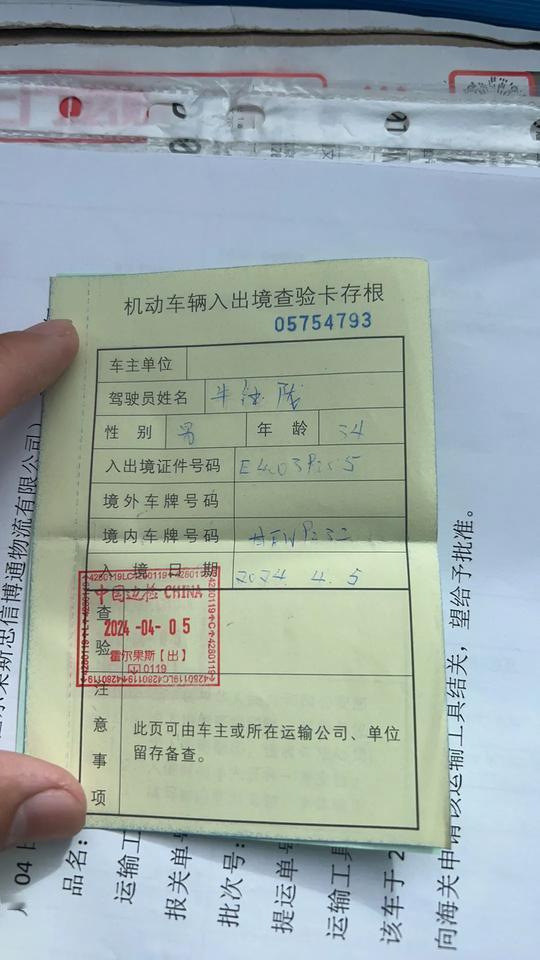 机动车辆入出境查验卡存根
05754793
车主单位
驾驶员姓名
性 别 男 年 龄 34
入出境证件号码
境外车牌号码
境内车牌号码
入 境 日 期 2024 4.5
查验
中国边检 CHINA
2024-04-05
霍尔果斯【出】
0119
注意事项
此页可由车主或所在运输公司、单位
留存备查。
品名:
运输工
报关单号
批次号:
提运单号
运输工具
该车于2
向海关申请该运输工具结关,望给予批准。